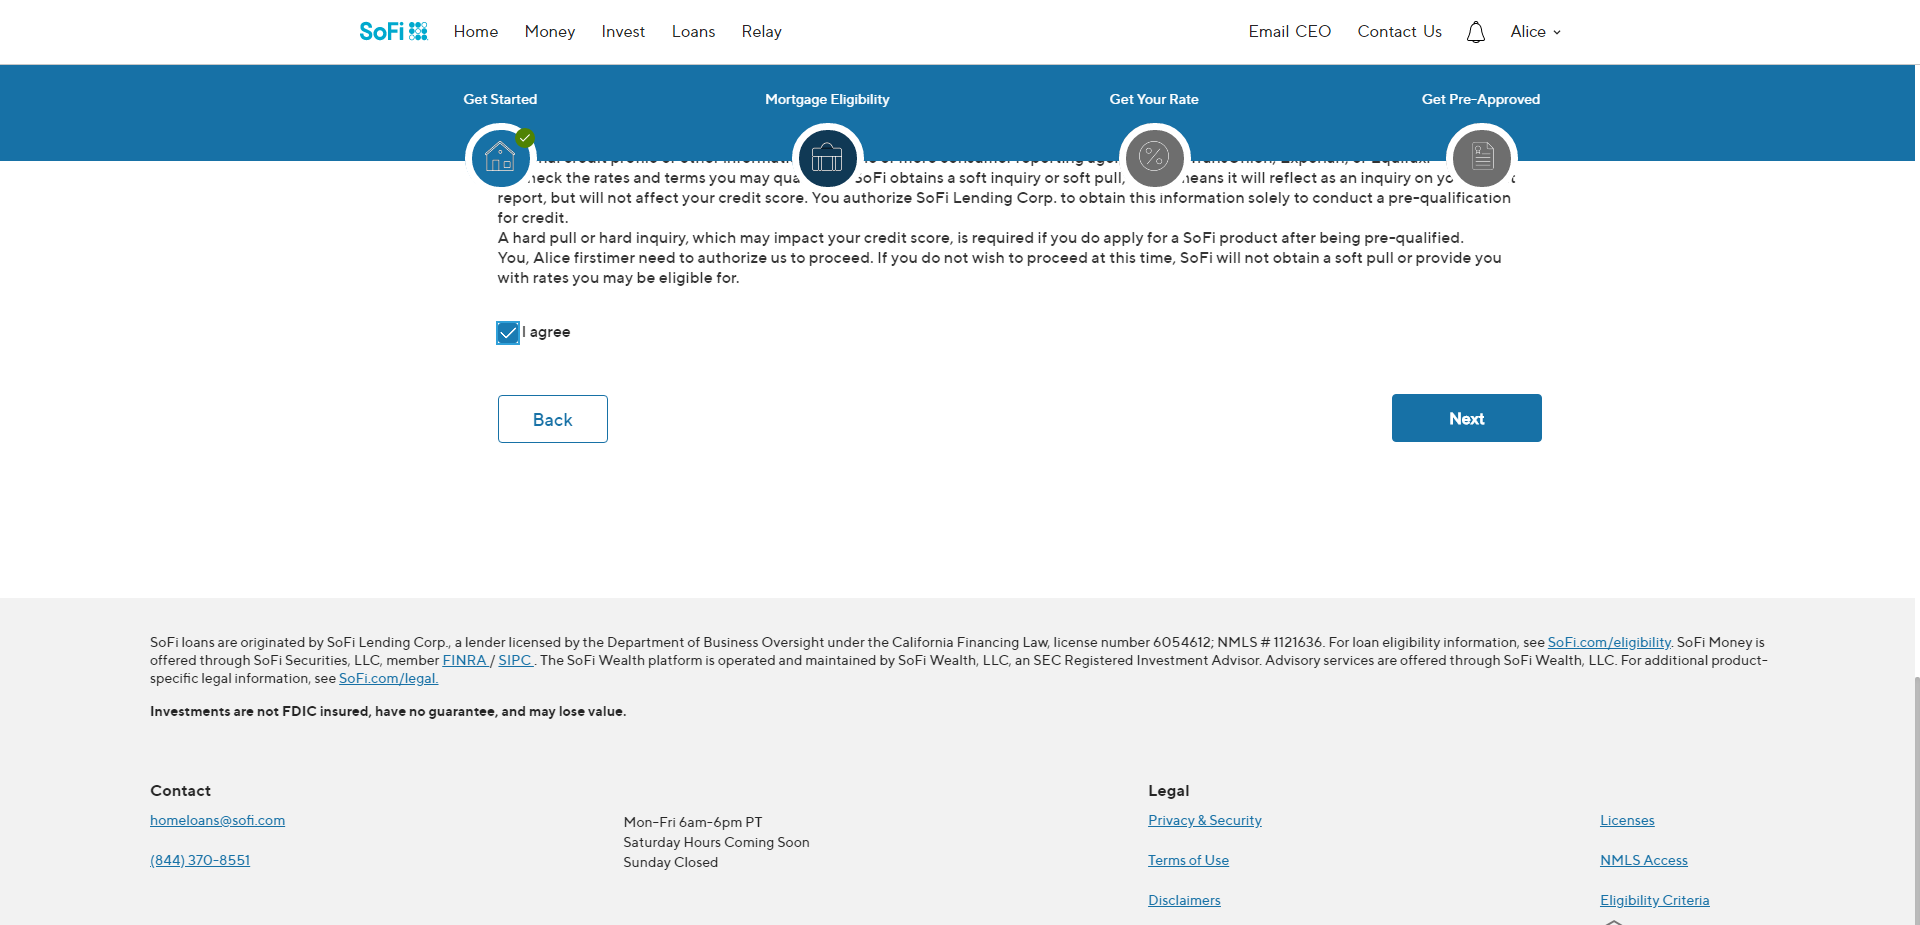 SoFi Home Money Invest Loans Relay Email CEO Contact Us Alice
Get Started Mortgage Eligibility Get Your Rate Get Pre-Approved
credit profile or other or more consumer reporting TransUnion, Experian, or Equifax.
the rates and terms you may SoFi obtains a soft inquiry or soft pull, it will reflect as an inquiry on
report, but will not affect your credit score. You authorize SoFi Lending Corp. to obtain this information solely to conduct a pre-qualification
for credit.
A hard pull or hard inquiry, which may impact your credit score, is required if you do apply for a SoFi product after being pre-qualified.
You, Alice firstimer need to authorize us to proceed. If you do not wish to proceed at this time, SoFi will not obtain a soft pull or provide you
with rates you may be eligible for.
I agree
Back Next
SoFi loans are originated by SoFi Lending Corp., a lender licensed by the Department of Business Oversight under the California Financing Law, license number 6054612; NMLS # 1121636. For loan eligibility information, see SoFi.com/eligibility. SoFi Money is
offered through SoFi Securities, LLC, member FINRA / SIPC . The SoFi Wealth platform is operated and maintained by SoFi Wealth, LLC, an SEC Registered Investment Advisor. Advisory services are offered through SoFi Wealth, LLC. For additional product-
specific legal information, see SoFi.com/legal.
Investments are not FDIC insured, have no guarantee, and may lose value.
Contact
homeloans@sofi.com
(844) 370-8551
Mon-Fri 6am-6pm PT
Saturday Hours Coming Soon
Sunday Closed
Legal
Privacy & Security
Terms of Use
Disclaimers
Licenses
NMLS Access
Eligibility Criteria